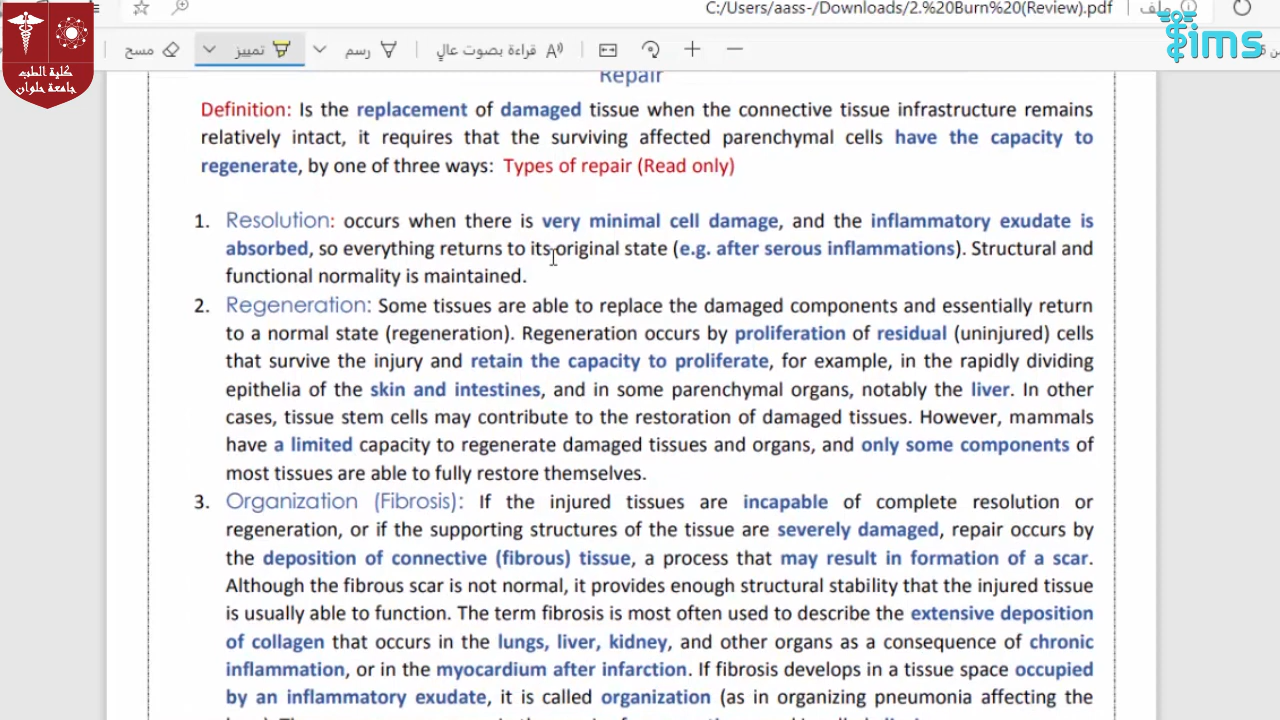 C:/Users/aass-/Downloads/2.%20Burn%20(Review).pdf
ملف
مسح
تمييز
رسم
قراءة بصوت عالٍ
ims
كلية الطب
جامعة حلوان
Repair
Definition: Is the replacement of damaged tissue when the connective tissue infrastructure remains
relatively intact, it requires that the surviving affected parenchymal cells have the capacity to
regenerate, by one of three ways: Types of repair (Read only)
1. Resolution: occurs when there is very minimal cell damage, and the inflammatory exudate is
absorbed, so everything returns to its original state (e.g. after serous inflammations). Structural and
functional normality is maintained.
2. Regeneration: Some tissues are able to replace the damaged components and essentially return
to a normal state (regeneration). Regeneration occurs by proliferation of residual (uninjured) cells
that survive the injury and retain the capacity to proliferate, for example, in the rapidly dividing
epithelia of the skin and intestines, and in some parenchymal organs, notably the liver. In other
cases, tissue stem cells may contribute to the restoration of damaged tissues. However, mammals
have a limited capacity to regenerate damaged tissues and organs, and only some components of
most tissues are able to fully restore themselves.
3. Organization (Fibrosis): If the injured tissues are incapable of complete resolution or
regeneration, or if the supporting structures of the tissue are severely damaged, repair occurs by
the deposition of connective (fibrous) tissue, a process that may result in formation of a scar.
Although the fibrous scar is not normal, it provides enough structural stability that the injured tissue
is usually able to function. The term fibrosis is most often used to describe the extensive deposition
of collagen that occurs in the lungs, liver, kidney, and other organs as a consequence of chronic
inflammation, or in the myocardium after infarction. If fibrosis develops in a tissue space occupied
by an inflammatory exudate, it is called organization (as in organizing pneumonia affecting the